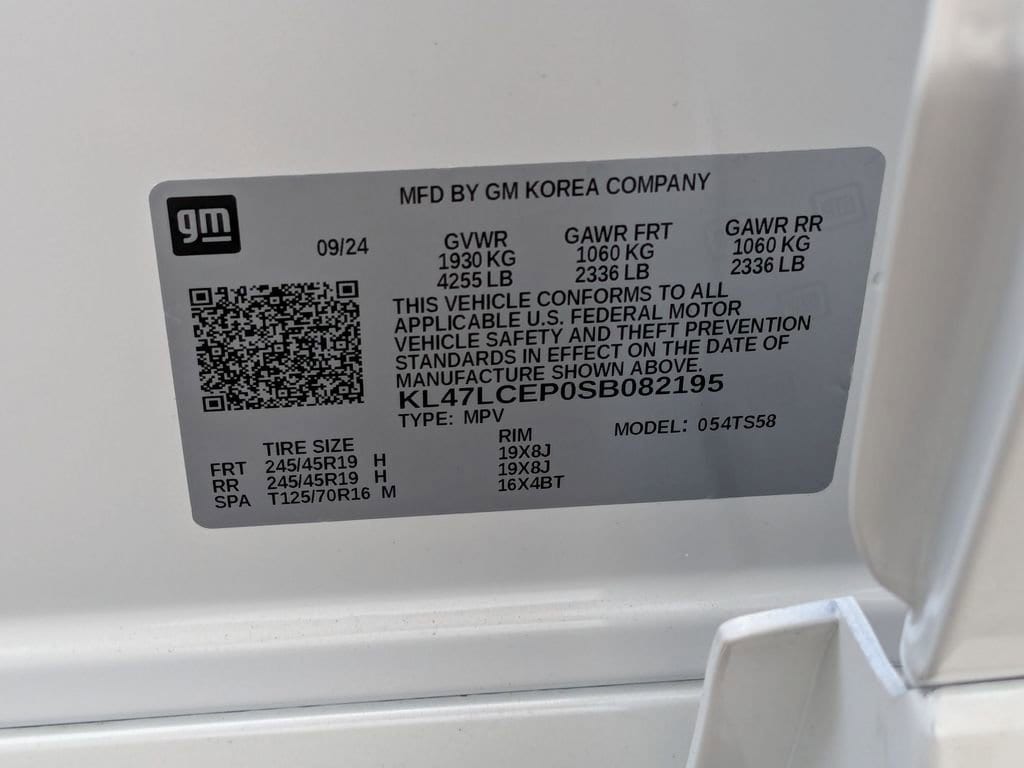 gm
MFD BY GM KOREA COMPANY
09/24
GVWR GAWR FRT GAWR RR
1930 KG 1060 KG 1060 KG
4255 LB 2336 LB 2336 LB
THIS VEHICLE CONFORMS TO ALL
APPLICABLE U.S. FEDERAL MOTOR
VEHICLE SAFETY AND THEFT PREVENTION
STANDARDS IN EFFECT ON THE DATE OF
MANUFACTURE SHOWN ABOVE.
KL47LCEP0SB082195
TYPE: MPV MODEL: 054TS58
TIRE SIZE RIM
FRT 245/45R19 H 19X8J
RR 245/45R19 H 19X8J
SPA T125/70R16 M 16X4BT